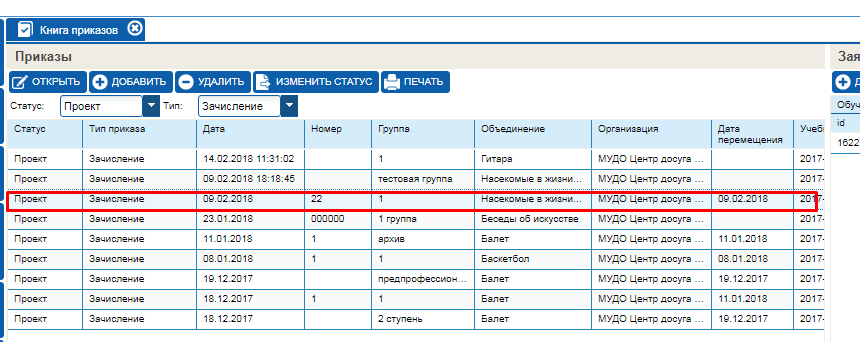 Книга приказов
Приказы
Зая
ОТКРЫТЬ ДОБАВИТЬ УДАЛИТЬ ИЗМЕНИТЬ СТАТУС ПЕЧАТЬ
Статус: Проект Тип: Зачисление
Обуч
Статус Тип приказа Дата Номер Группа Объединение Организация Дата перемещения Учебн
id
Проект Зачисление 14.02.2018 11:31:02 1 Гитара МУДО Центр досуга ... 2017-
1622
Проект Зачисление 09.02.2018 18:18:45 тестовая группа Насекомые в жизни... МУДО Центр досуга ... 2017-
Проект Зачисление 09.02.2018 22 1 Насекомые в жизни... МУДО Центр досуга ... 09.02.2018 2017-
Проект Зачисление 23.01.2018 000000 1 группа Беседы об искусстве МУДО Центр досуга ... 2017-
Проект Зачисление 11.01.2018 1 архив Балет МУДО Центр досуга ... 11.01.2018 2017-
Проект Зачисление 08.01.2018 1 1 Баскетбол МУДО Центр досуга ... 08.01.2018 2017-
Проект Зачисление 19.12.2017 предпрофессион... Балет МУДО Центр досуга ... 19.12.2017 2017-
Проект Зачисление 18.12.2017 1 1 Балет МУДО Центр досуга ... 11.01.2018 2017-
Проект Зачисление 18.12.2017 2 ступень Балет МУДО Центр досуга ... 19.12.2017 2017-